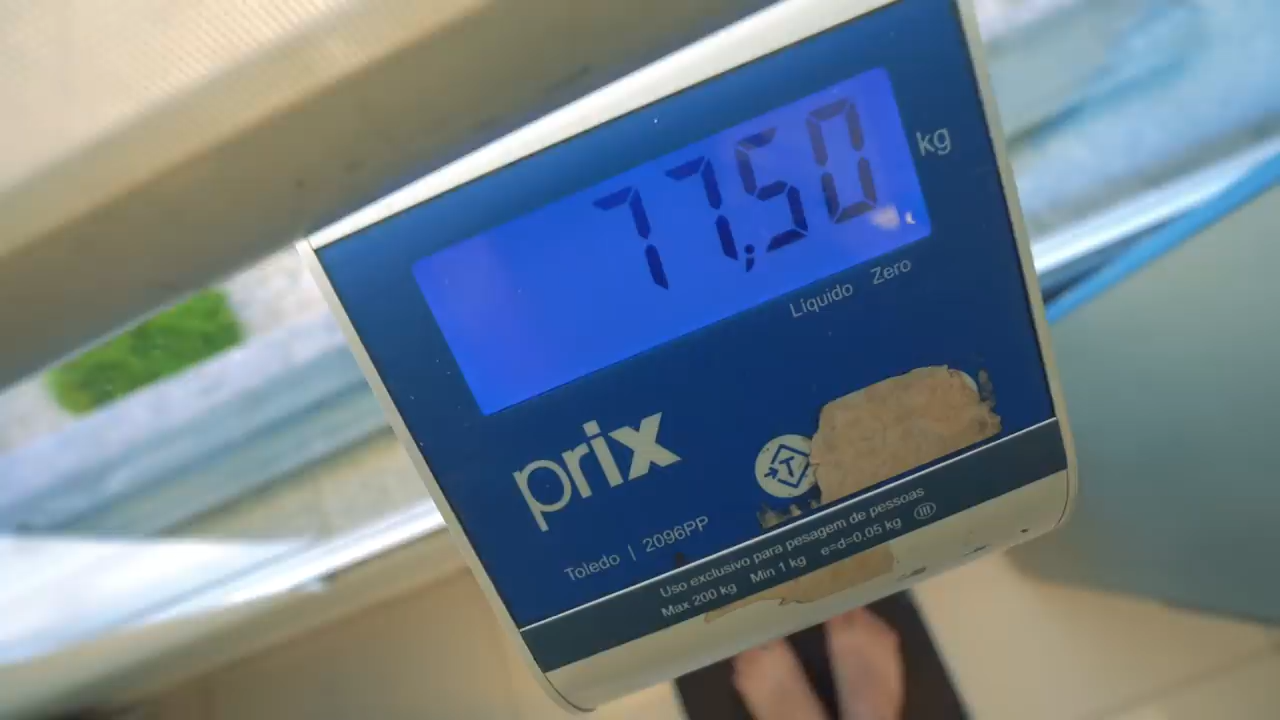 77,50 kg
Líquido Zero
prix
Toledo | 2096PP
Uso exclusivo para pesagem de pessoas
Max 200 kg Min 1 kg e=d=0,05 kg III